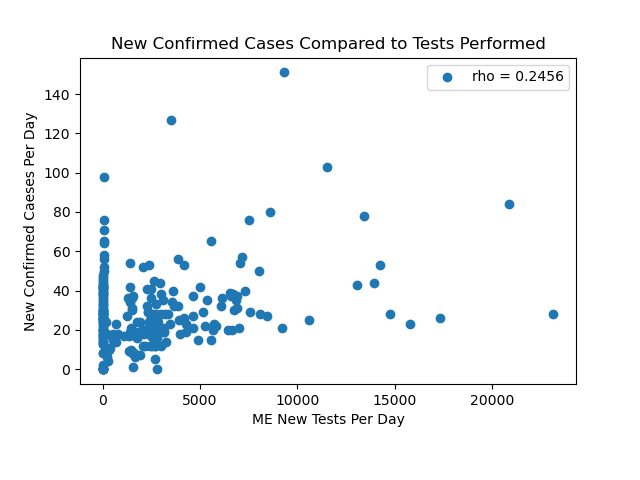 New Confirmed Cases Compared to Tests Performed
rho = 0.2456
New Confirmed Caeses Per Day
140
120
100
80
60
40
20
0
0 5000 10000 15000 20000
ME New Tests Per Day